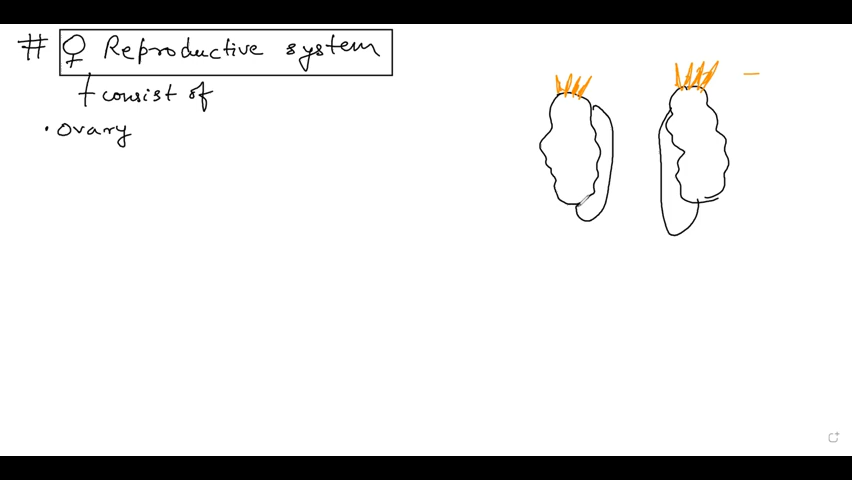 # ♀ Reproductive system
consist of
• ovary